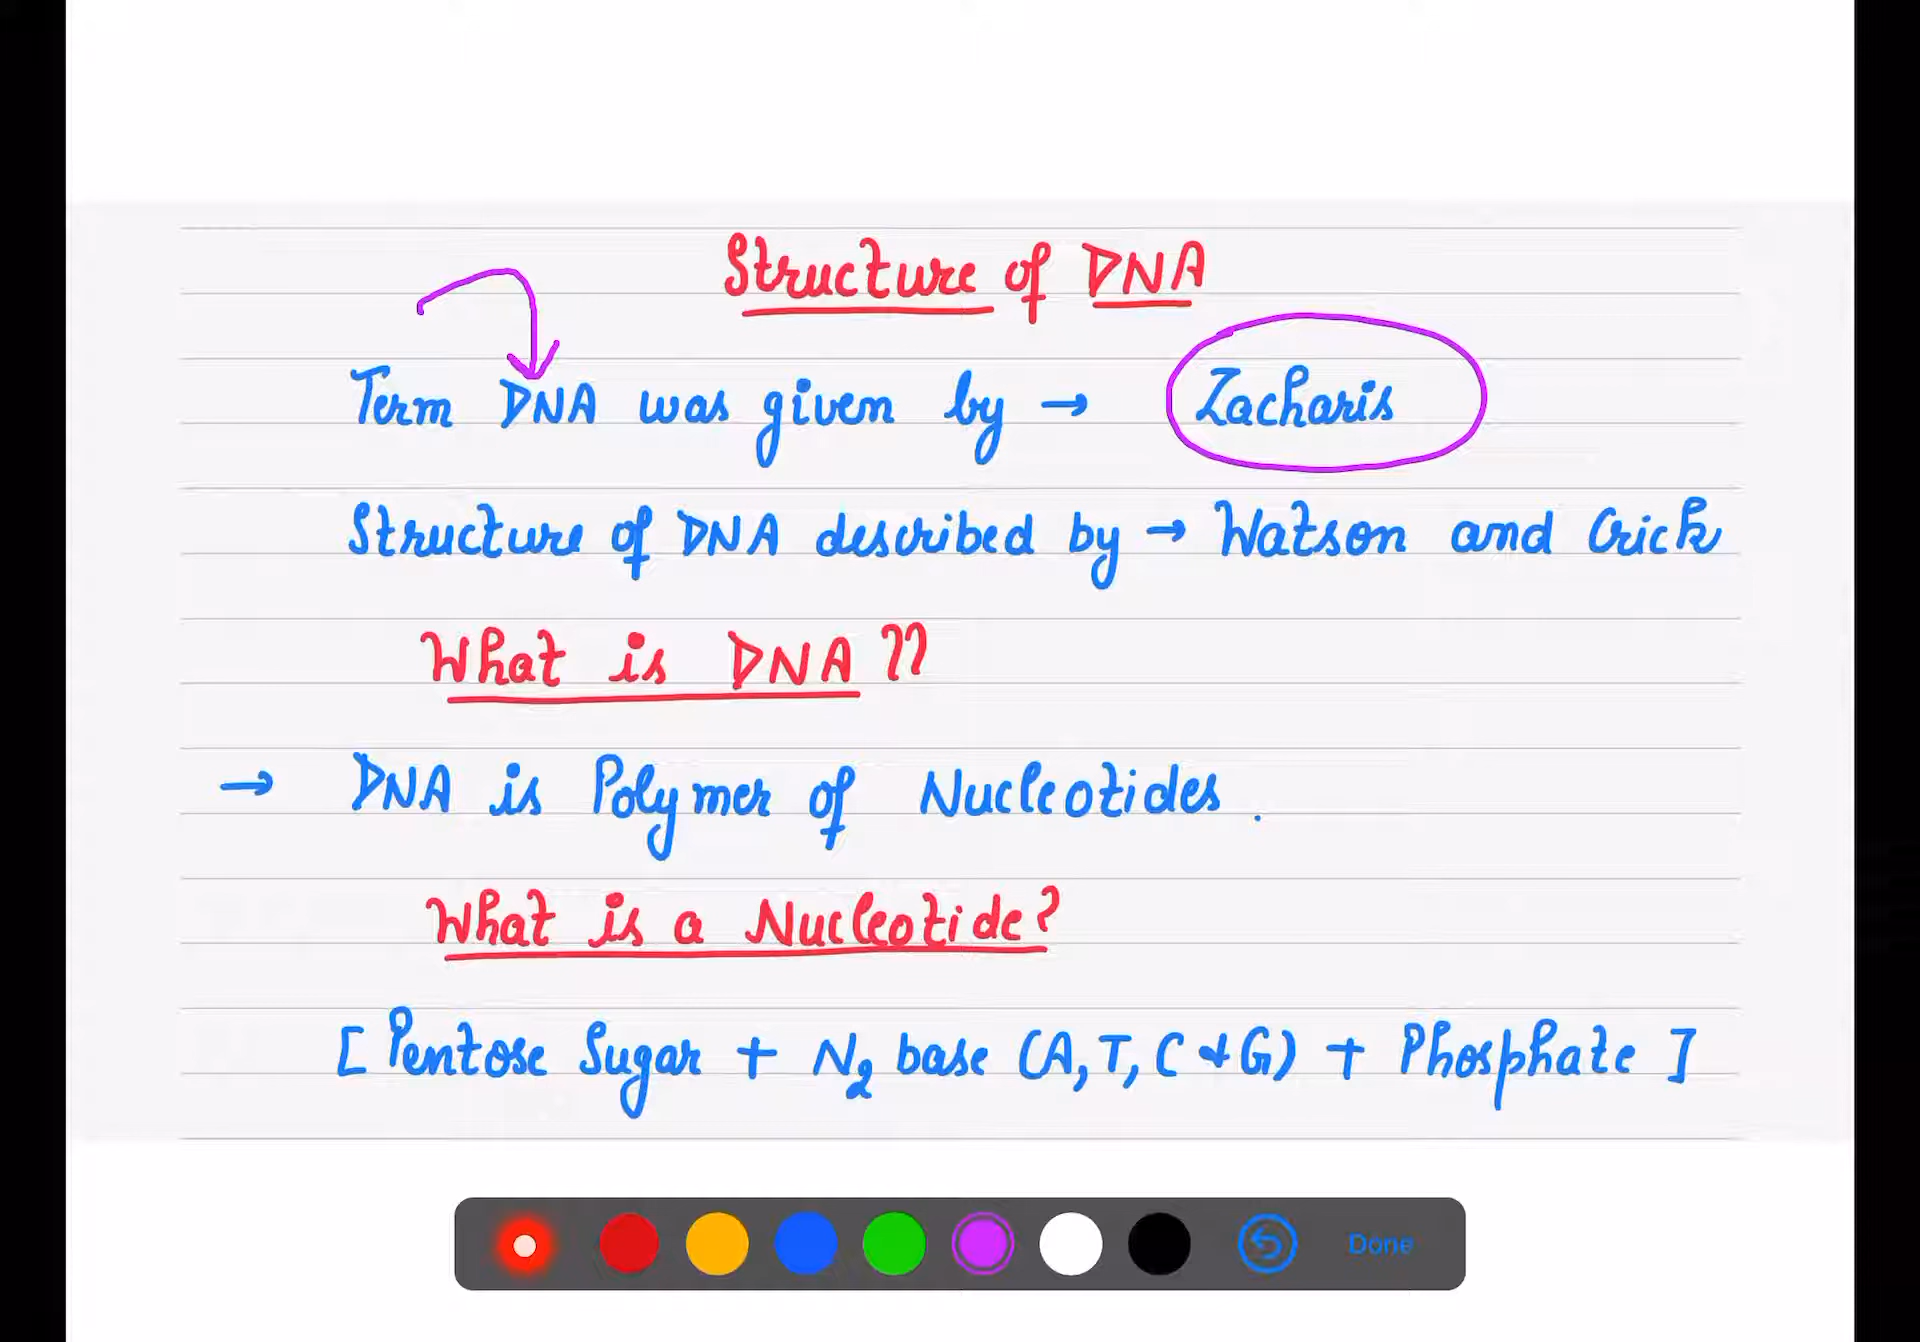 Structure of DNA
Term DNA was given by → Zacharis
Structure of DNA described by → Watson and Crick
What is DNA ??
→ DNA is Polymer of Nucleotides.
What is a Nucleotide?
[ Pentose Sugar + N₂ base (A, T, C & G) + Phosphate ]
Done